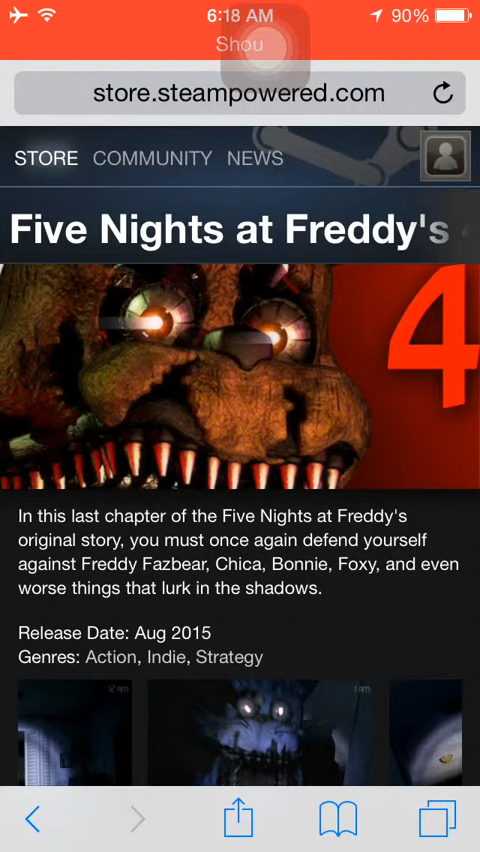 6:18 AM
90%
Shou
store.steampowered.com
STORE COMMUNITY NEWS
Five Nights at Freddy's 4
4
In this last chapter of the Five Nights at Freddy's
original story, you must once again defend yourself
against Freddy Fazbear, Chica, Bonnie, Foxy, and even
worse things that lurk in the shadows.
Release Date: Aug 2015
Genres: Action, Indie, Strategy
12 am
1 am